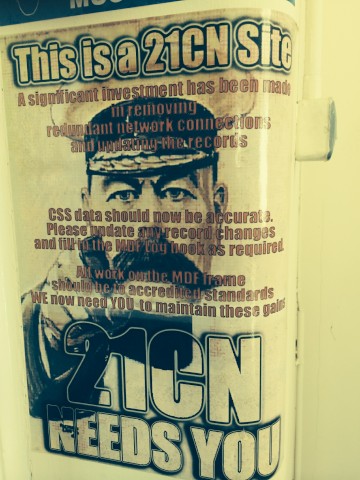 This is a 21CN Site
A significant investment has been made
in removing
redundant network connections
and updating the records
CSS data should now be accurate.
Please update any record changes
and fill in the MDF Log book as required
All work on the MDF frame
should be to accredited standards
WE now need YOU to maintain these gains
21CN
NEEDS YOU